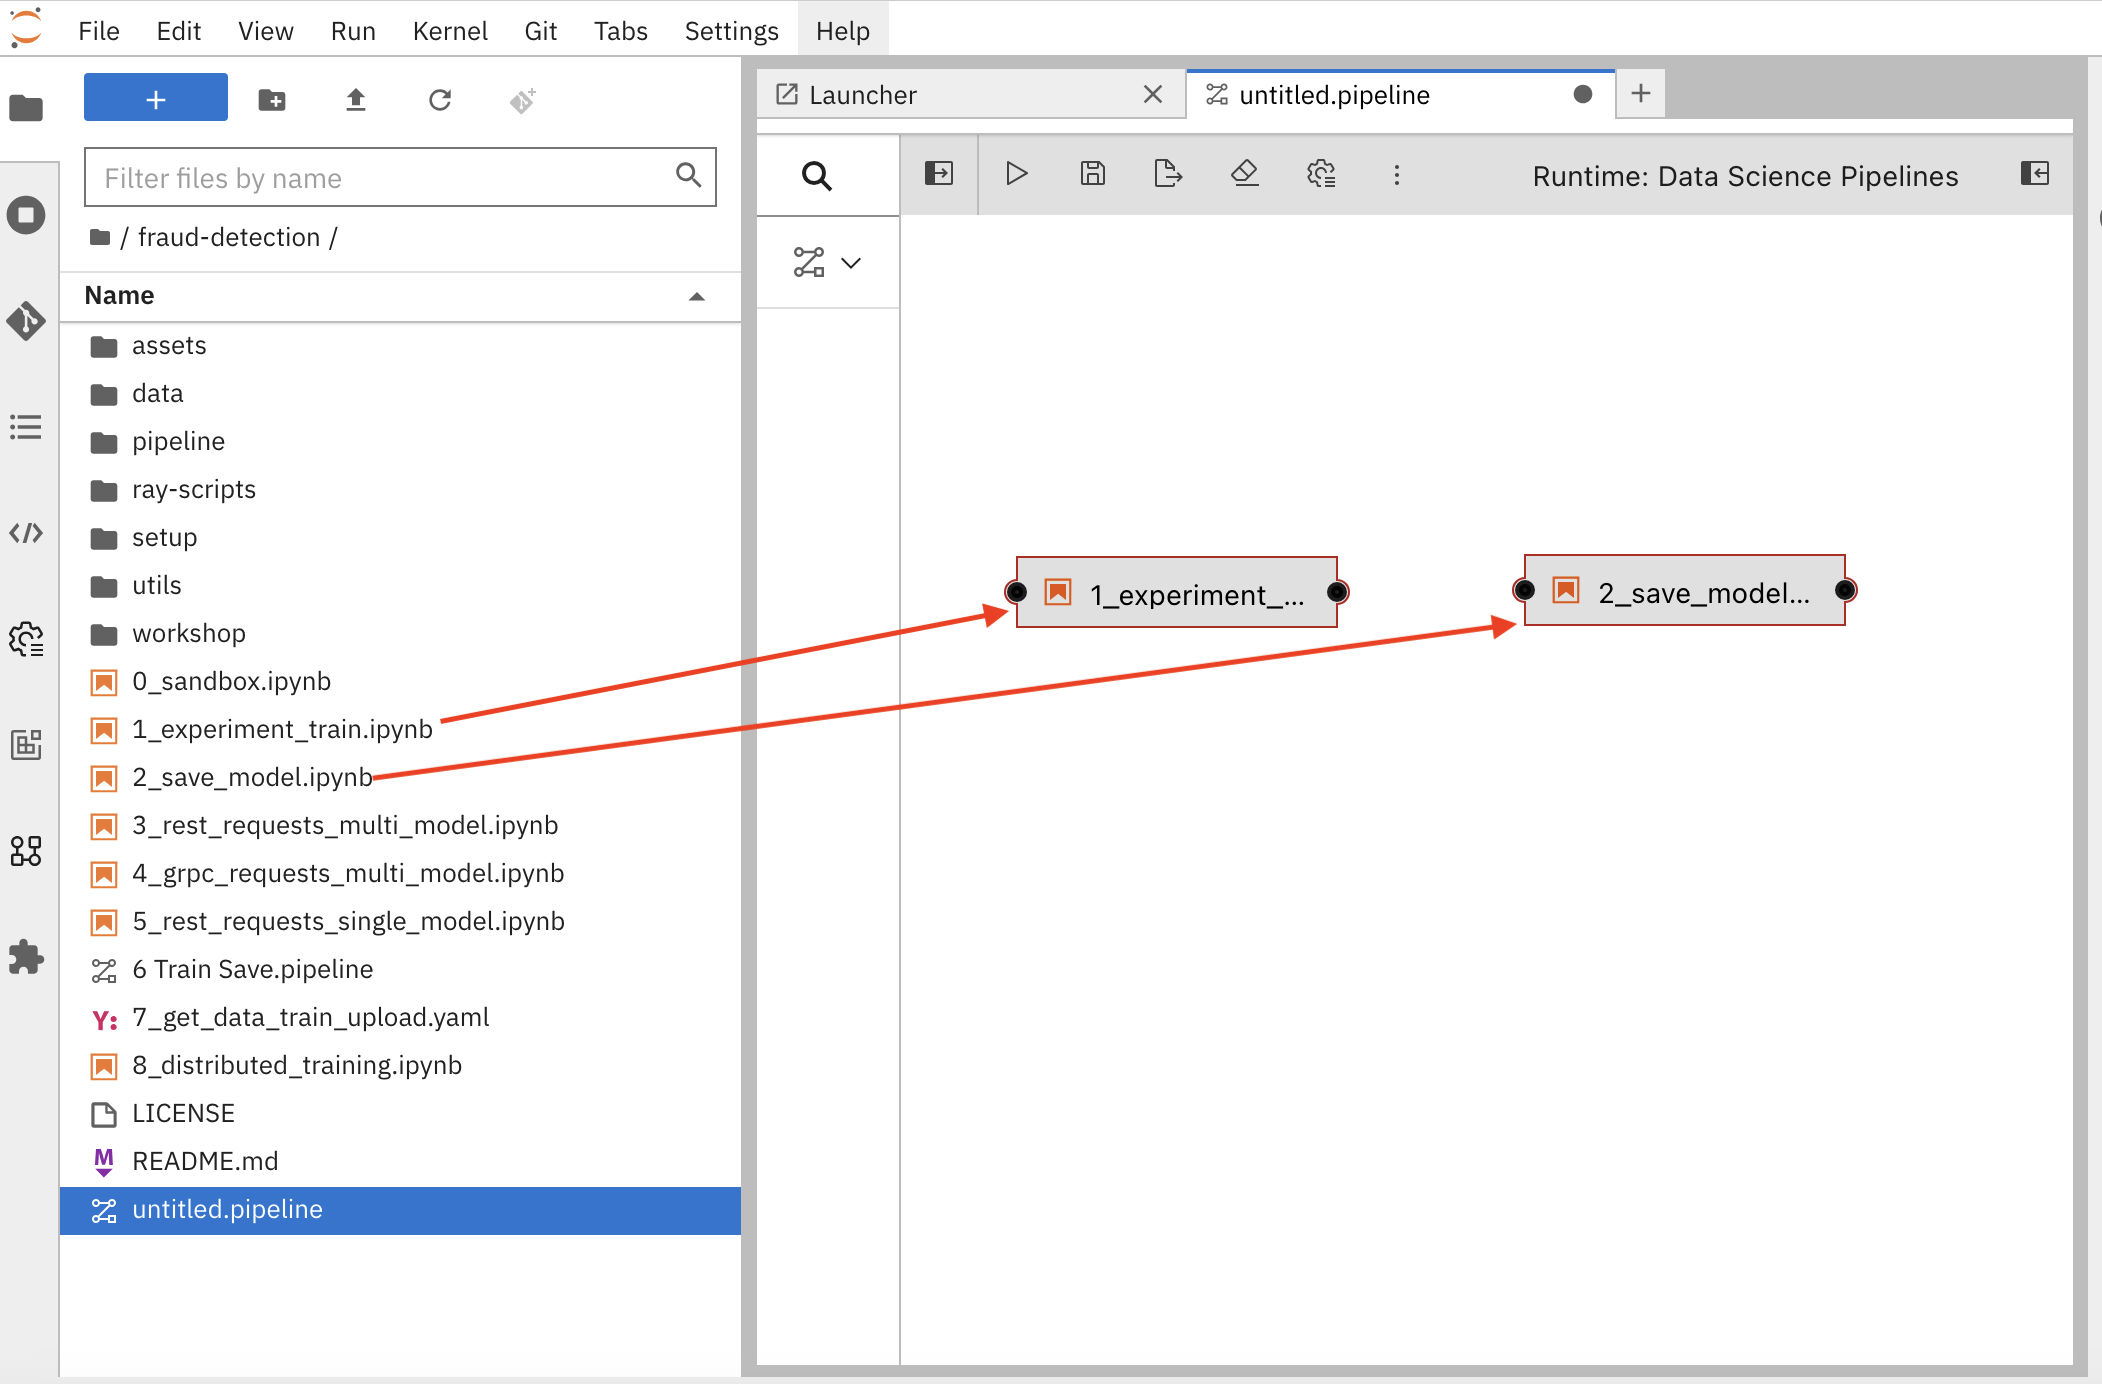 File Edit View Run Kernel Git Tabs Settings Help
Launcher
untitled.pipeline
Filter files by name
/ fraud-detection /
Name
assets
data
pipeline
ray-scripts
setup
utils
workshop
0_sandbox.ipynb
1_experiment_train.ipynb
2_save_model.ipynb
3_rest_requests_multi_model.ipynb
4_grpc_requests_multi_model.ipynb
5_rest_requests_single_model.ipynb
6 Train Save.pipeline
Y: 7_get_data_train_upload.yaml
8_distributed_training.ipynb
LICENSE
M README.md
untitled.pipeline
Runtime: Data Science Pipelines
1_experiment_...
2_save_model...